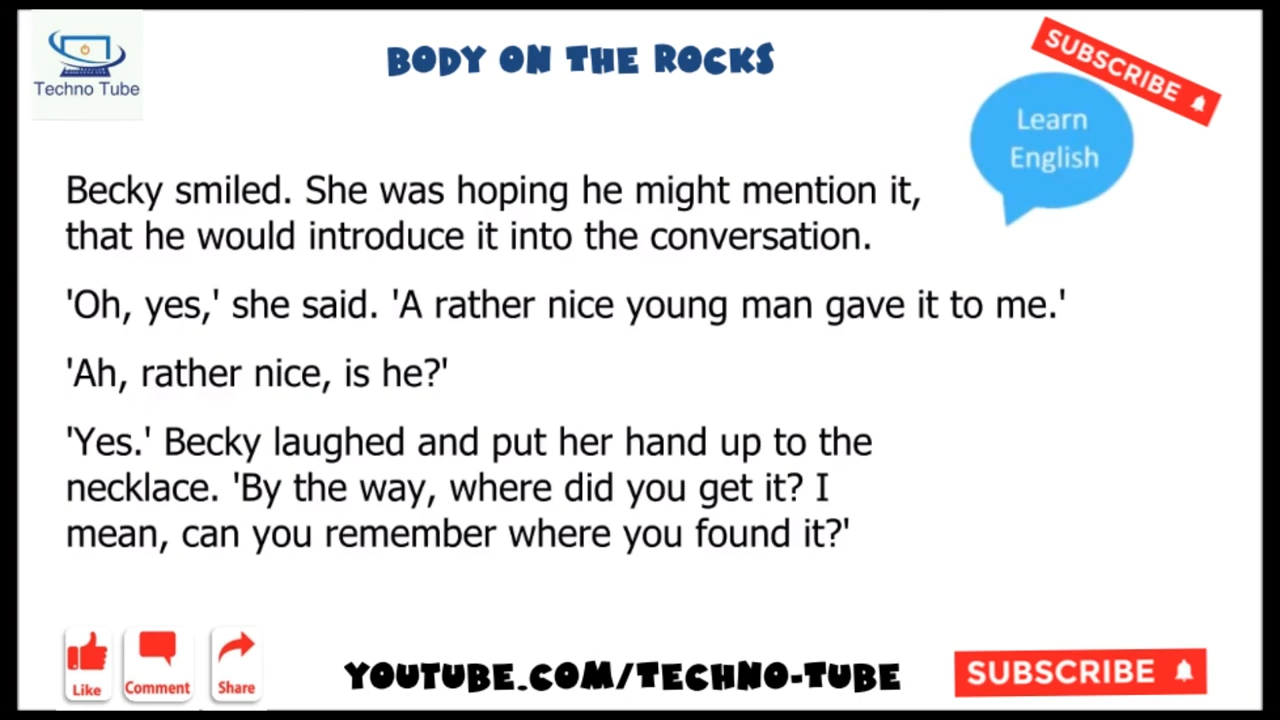 Techno Tube
BODY ON THE ROCKS
SUBSCRIBE
Learn
English
Becky smiled. She was hoping he might mention it,
that he would introduce it into the conversation.
'Oh, yes,' she said. 'A rather nice young man gave it to me.'
'Ah, rather nice, is he?'
'Yes.' Becky laughed and put her hand up to the
necklace. 'By the way, where did you get it? I
mean, can you remember where you found it?'
Like
Comment
Share
YOUTUBE.COM/TECHNO-TUBE
SUBSCRIBE